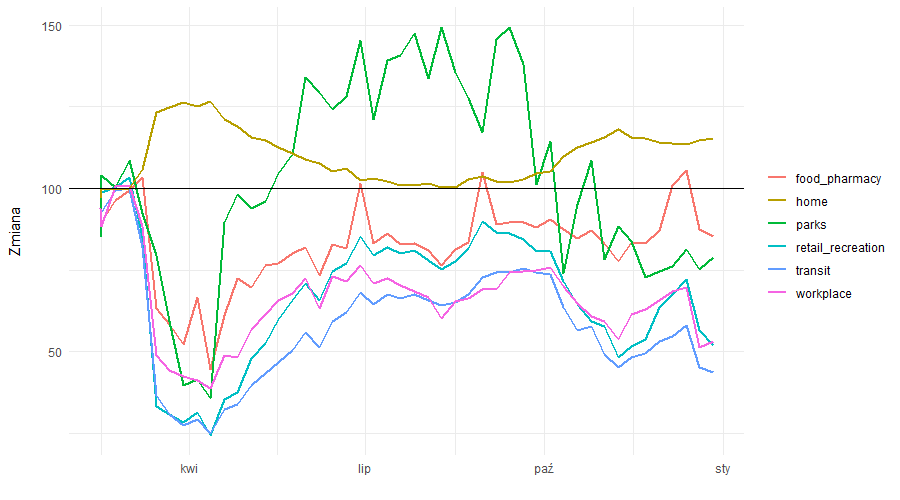 150
100
50
Zmiana
kwi
lip
paź
sty
food_pharmacy
home
parks
retail_recreation
transit
workplace